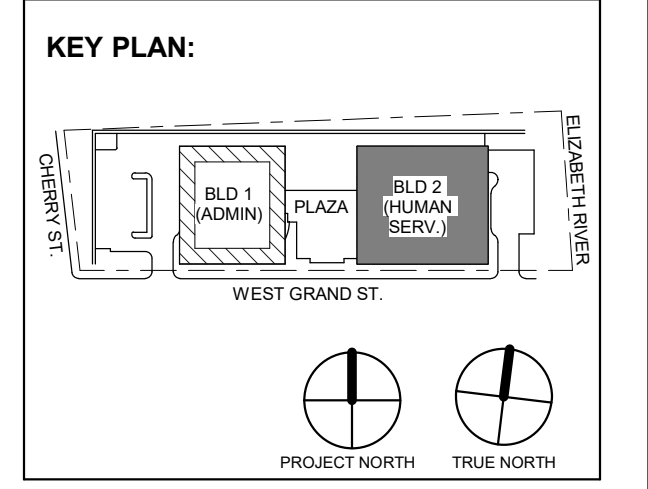 KEY PLAN:
CHERRY ST.
BLD 1
(ADMIN)
PLAZA
BLD 2
(HUMAN
SERV.)
ELIZABETH RIVER
WEST GRAND ST.
PROJECT NORTH
TRUE NORTH